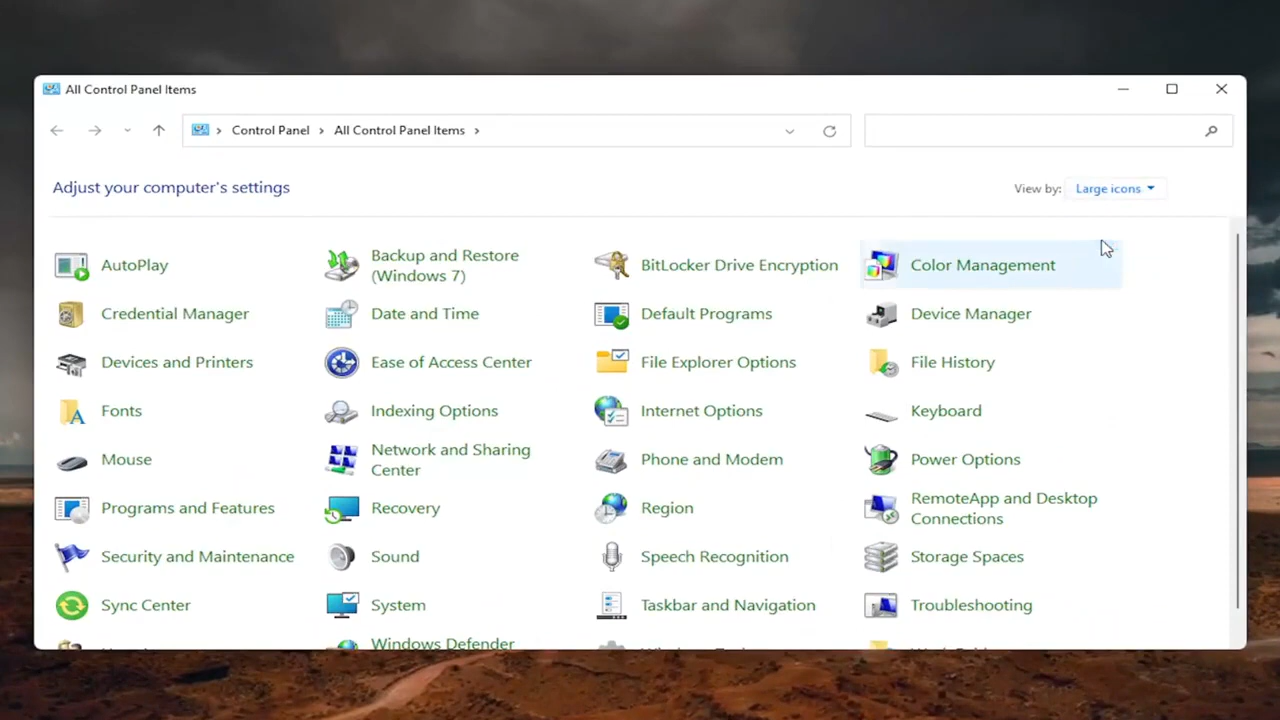 All Control Panel Items
Control Panel > All Control Panel Items >
Adjust your computer's settings
View by: Large icons
AutoPlay
Backup and Restore
(Windows 7)
BitLocker Drive Encryption
Color Management
Credential Manager
Date and Time
Default Programs
Device Manager
Devices and Printers
Ease of Access Center
File Explorer Options
File History
Fonts
Indexing Options
Internet Options
Keyboard
Mouse
Network and Sharing
Center
Phone and Modem
Power Options
Programs and Features
Recovery
Region
RemoteApp and Desktop
Connections
Security and Maintenance
Sound
Speech Recognition
Storage Spaces
Sync Center
System
Taskbar and Navigation
Troubleshooting
Windows Defender